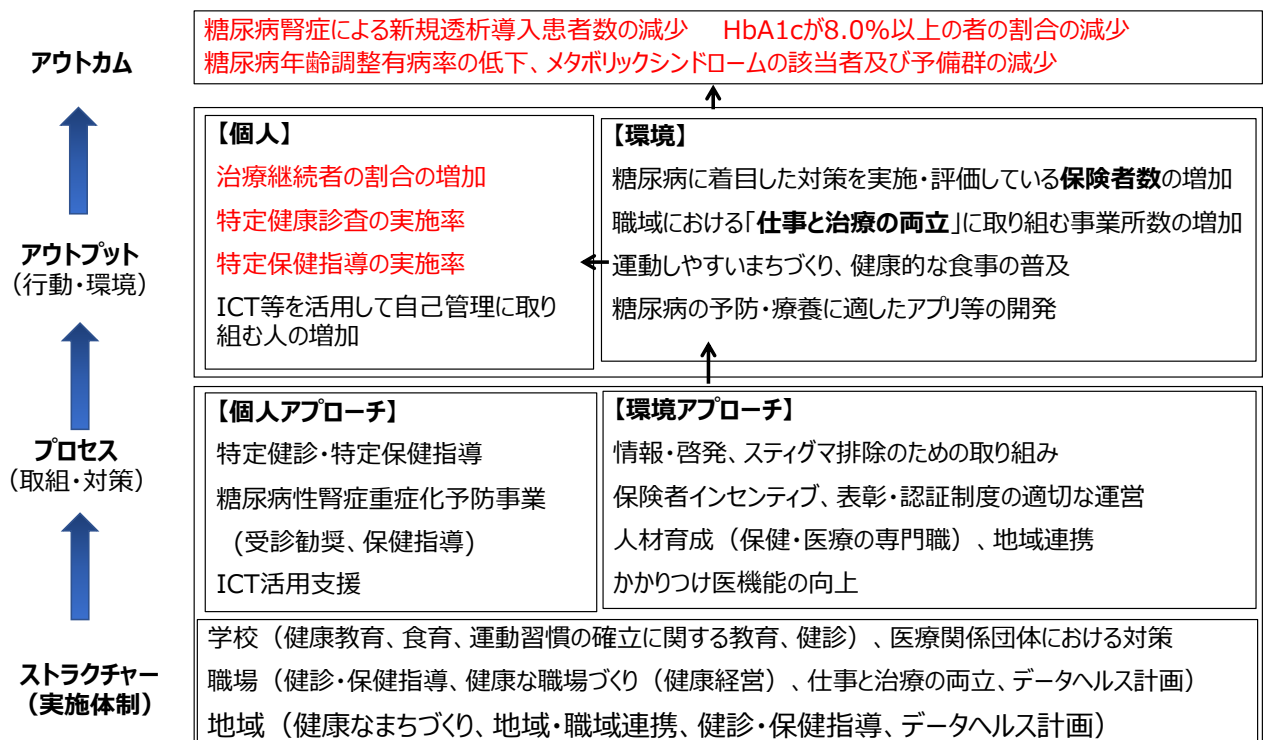 アウトカム
糖尿病腎症による新規透析導入患者数の減少　HbA1cが8.0%以上の者の割合の減少
糖尿病年齢調整有病率の低下、メタボリックシンドロームの該当者及び予備群の減少
アウトプット
（行動・環境）
【個人】
治療継続者の割合の増加
特定健康診査の実施率
特定保健指導の実施率
ICT等を活用して自己管理に取り
組む人の増加
【環境】
糖尿病に着目した対策を実施・評価している保険者数の増加
職域における「仕事と治療の両立」に取り組む事業所数の増加
運動しやすいまちづくり、健康的な食事の普及
糖尿病の予防・療養に適したアプリ等の開発
プロセス
（取組・対策）
【個人アプローチ】
特定健診・特定保健指導
糖尿病性腎症重症化予防事業
(受診勧奨、保健指導)
ICT活用支援
【環境アプローチ】
情報・啓発、スティグマ排除のための取り組み
保険者インセンティブ、表彰・認証制度の適切な運営
人材育成（保健・医療の専門職）、地域連携
かかりつけ医機能の向上
ストラクチャー
（実施体制）
学校（健康教育、食育、運動習慣の確立に関する教育、健診）、医療関係団体における対策
職場（健診・保健指導、健康な職場づくり（健康経営）、仕事と治療の両立、データヘルス計画）
地域（健康なまちづくり、地域・職域連携、健診・保健指導、データヘルス計画）